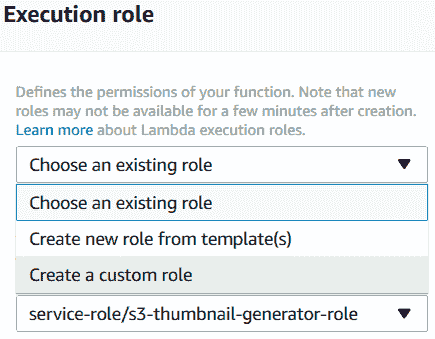 Execution role
Defines the permissions of your function. Note that new
roles may not be available for a few minutes after creation.
Learn more about Lambda execution roles.
Choose an existing role
Choose an existing role
Create new role from template(s)
Create a custom role
service-role/s3-thumbnail-generator-role